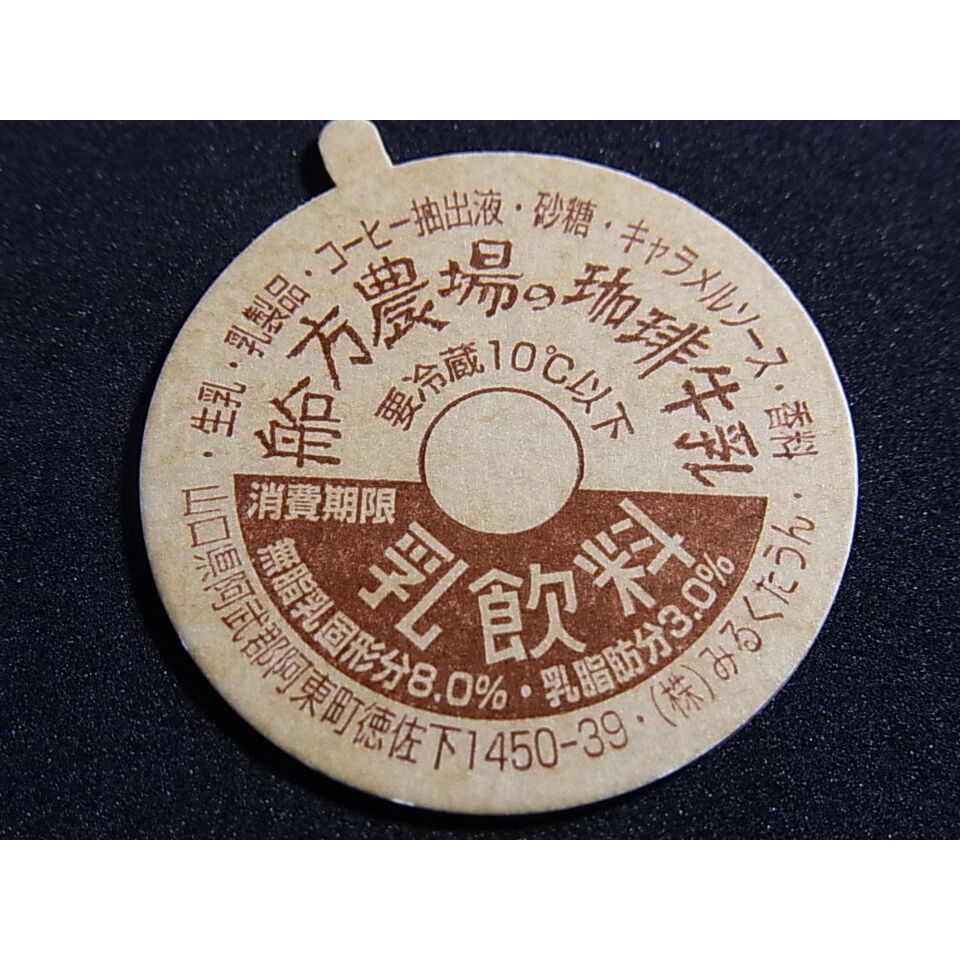 ・生乳・乳製品・コーヒー抽出液・砂糖・キャラメルソース・香料
船方農場の珈琲牛乳
要冷蔵10℃以下
消費期限
乳飲料
無脂乳固形分8.0%・乳脂肪分3.0%
山口県阿武郡阿東町徳佐下1450-39・(株)みるくたうん・